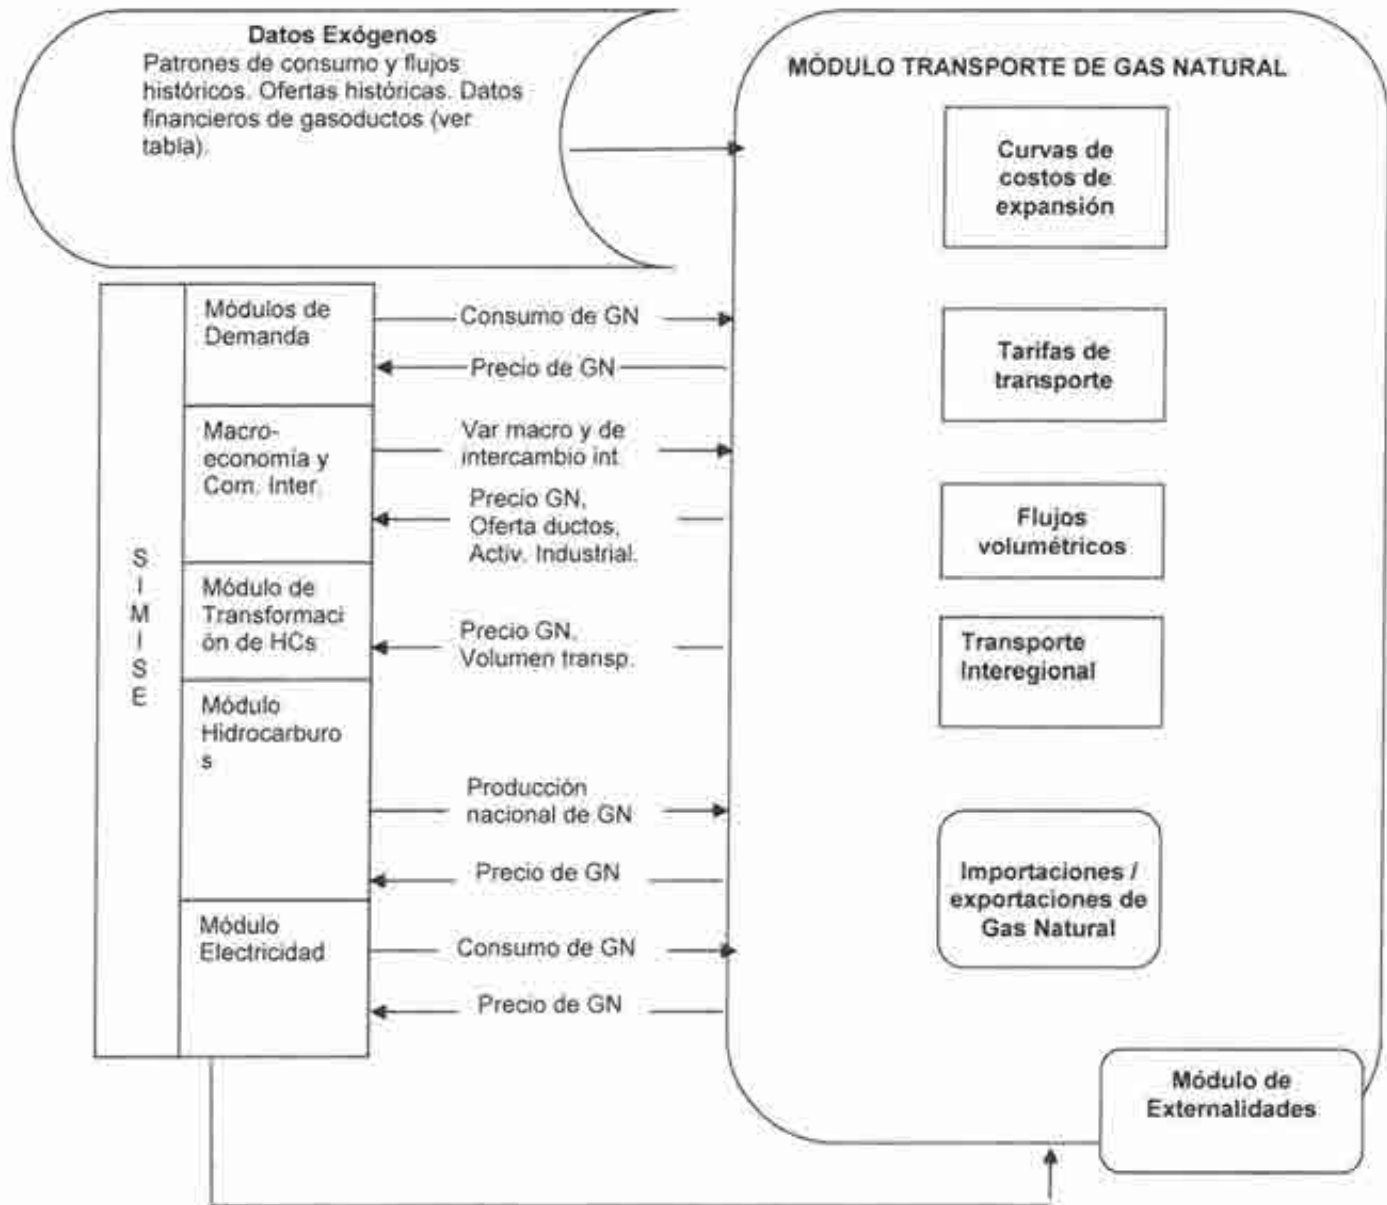 Datos Exógenos
Patrones de consumo y flujos
históricos. Ofertas históricas. Datos
financieros de gasoductos (ver
tabla).
MÓDULO TRANSPORTE DE GAS NATURAL
Curvas de
costos de
expansión
Tarifas de
transporte
Flujos
volumétricos
Transporte
Interegional
Importaciones /
exportaciones de
Gas Natural
Módulo de
Externalidades
S
I
M
I
S
E
Módulos de
Demanda
Consumo de GN
Precio de GN
Macro-
economía y
Com. Inter.
Var macro y de
intercambio int
Precio GN,
Oferta ductos,
Activ. Industrial.
Módulo de
Transformaci
ón de HCs
Precio GN,
Volumen transp.
Módulo
Hidrocarburo
s
Producción
nacional de GN
Precio de GN
Módulo
Electricidad
Consumo de GN
Precio de GN